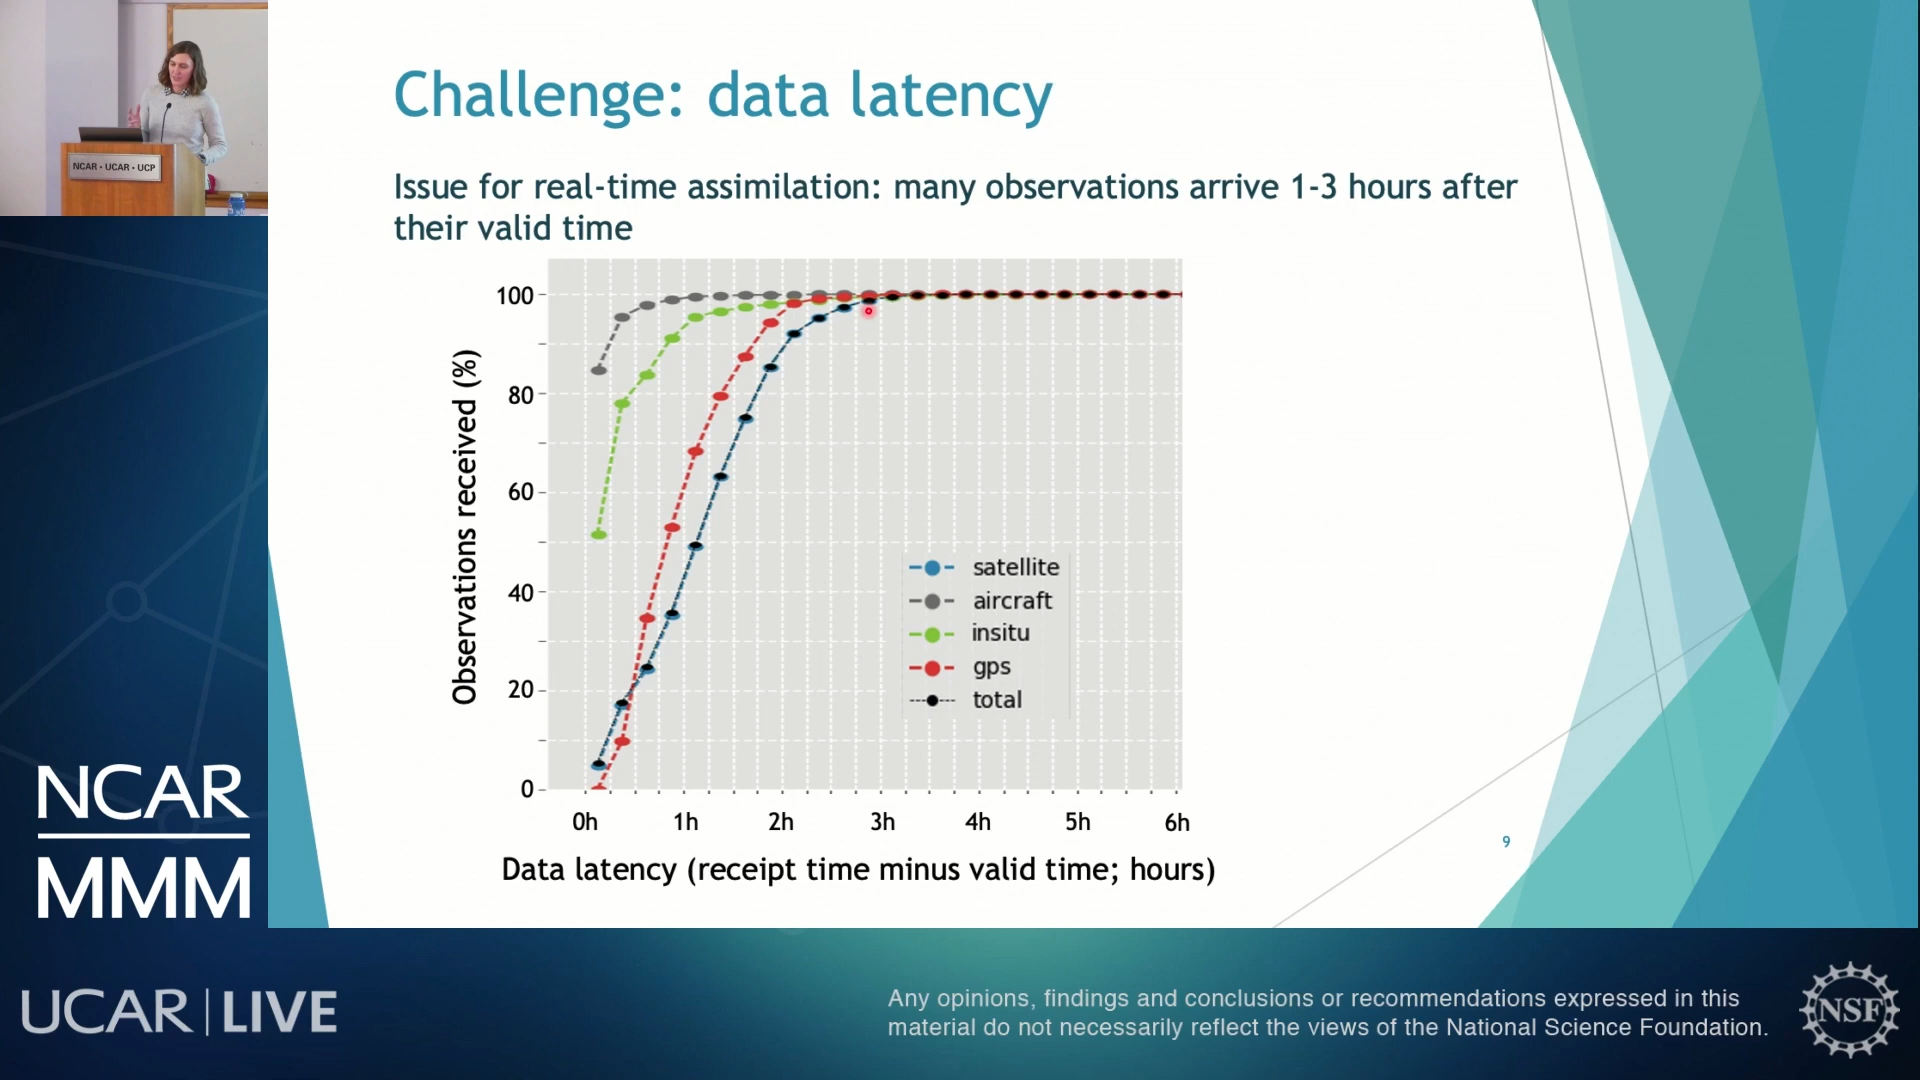 NCAR • UCAR • UCP
Challenge: data latency
Issue for real-time assimilation: many observations arrive 1-3 hours after
their valid time
Observations received (%)
100
80
60
40
20
0
satellite
aircraft
insitu
gps
total
0h 1h 2h 3h 4h 5h 6h
Data latency (receipt time minus valid time; hours)
9
NCAR
MMM
UCAR | LIVE
Any opinions, findings and conclusions or recommendations expressed in this
material do not necessarily reflect the views of the National Science Foundation.
NSF